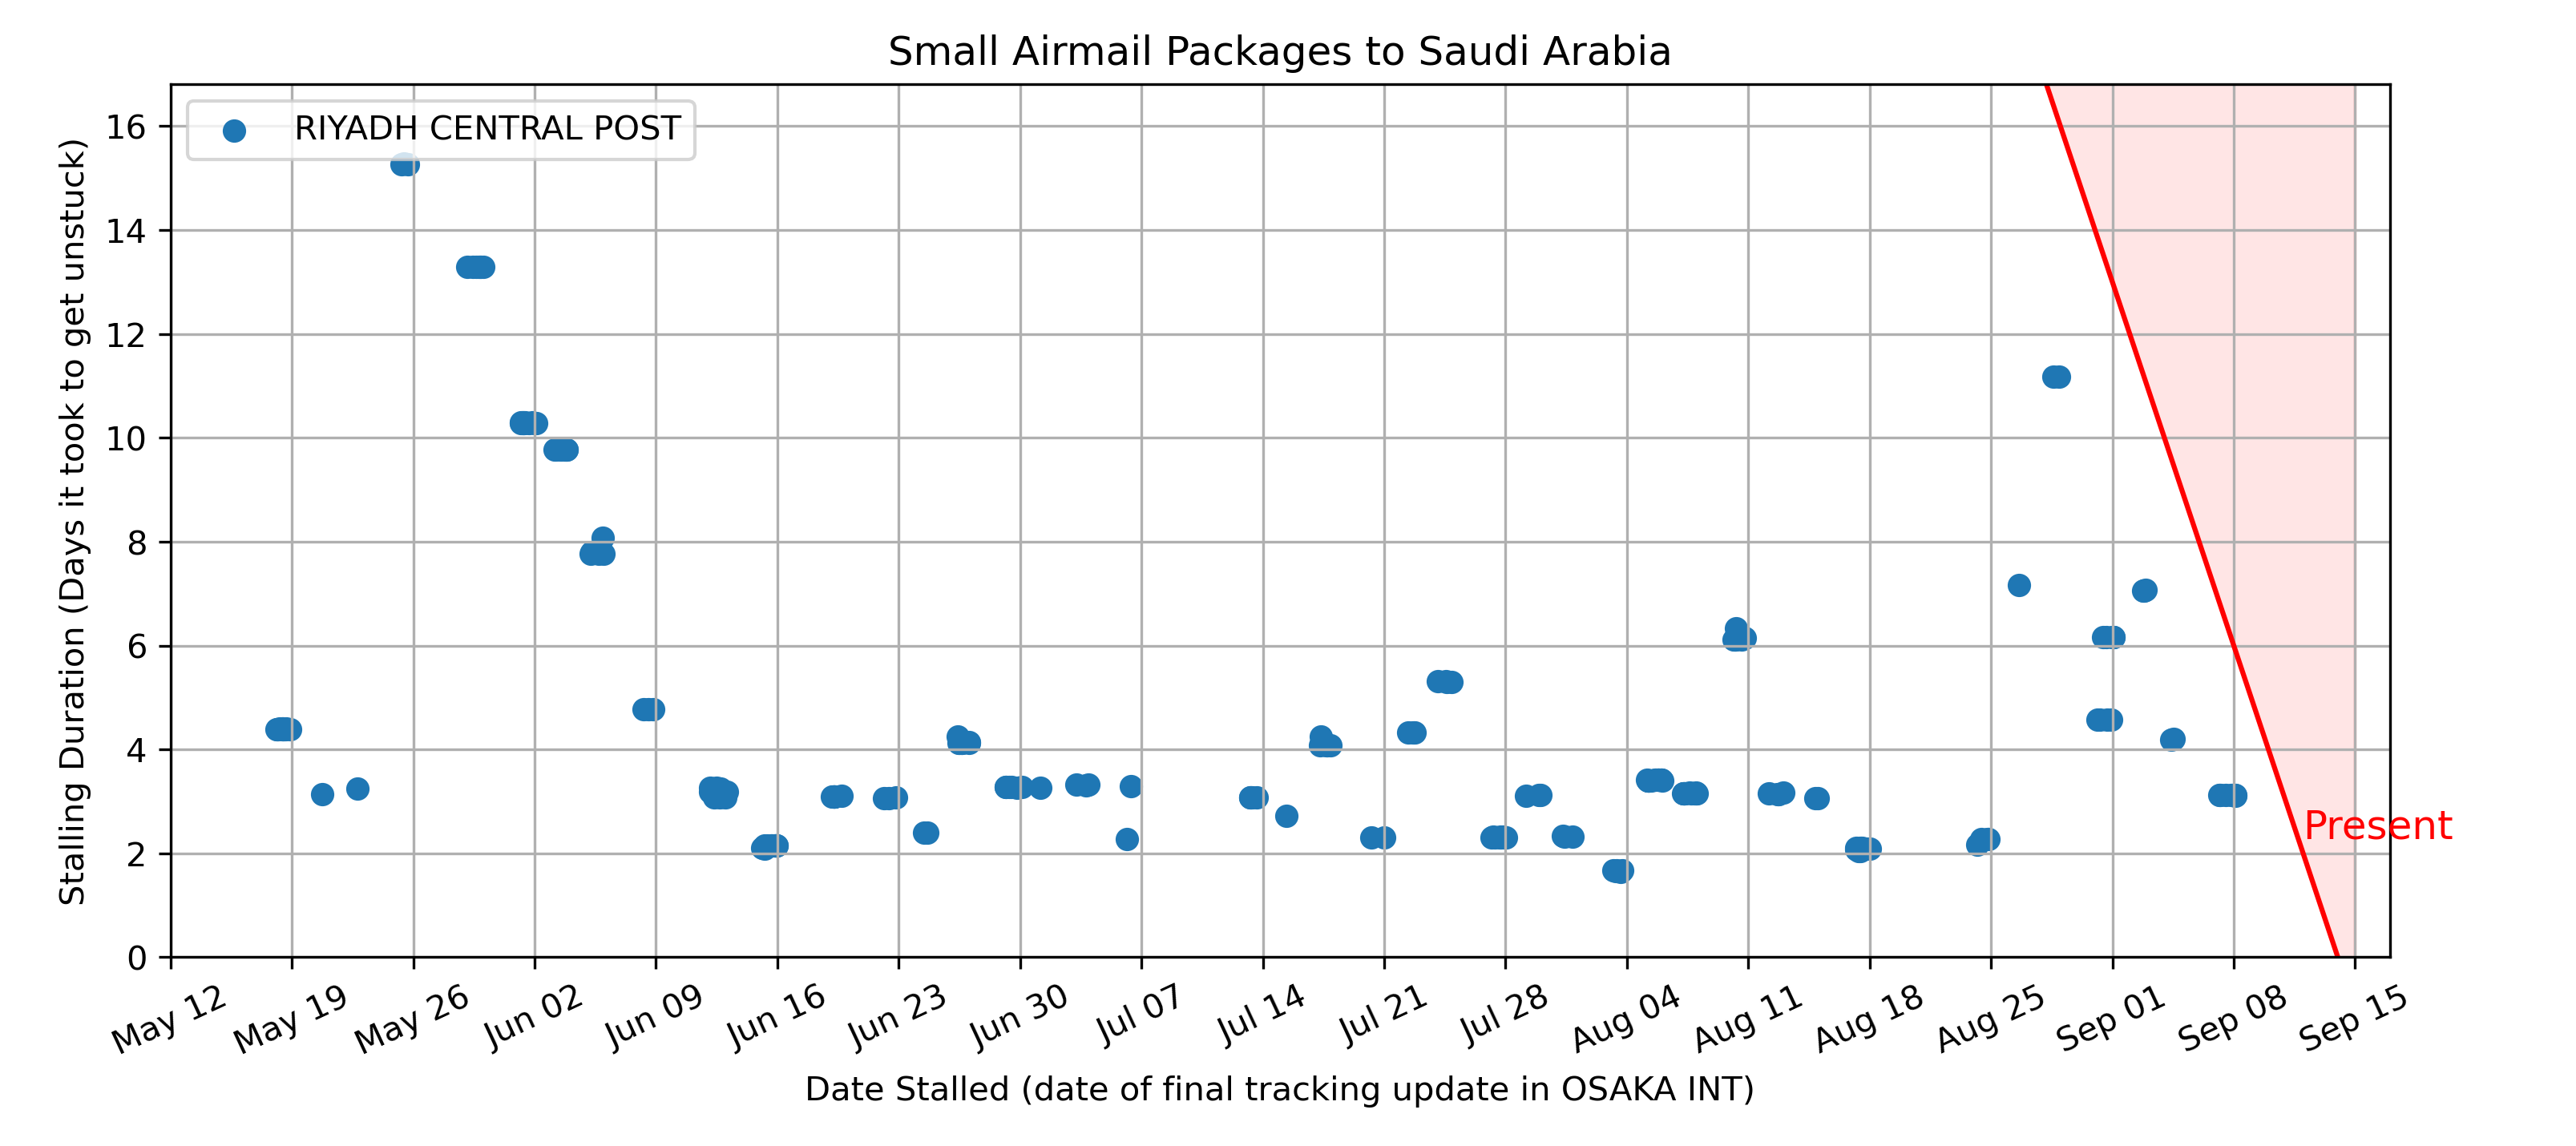 Small Airmail Packages to Saudi Arabia
RIYADH CENTRAL POST
Stalling Duration (Days it took to get unstuck)
16
14
12
10
8
6
4
2
0
Present
May 12
May 19
May 26
Jun 02
Jun 09
Jun 16
Jun 23
Jun 30
Jul 07
Jul 14
Jul 21
Jul 28
Aug 04
Aug 11
Aug 18
Aug 25
Sep 01
Sep 08
Sep 15
Date Stalled (date of final tracking update in OSAKA INT)